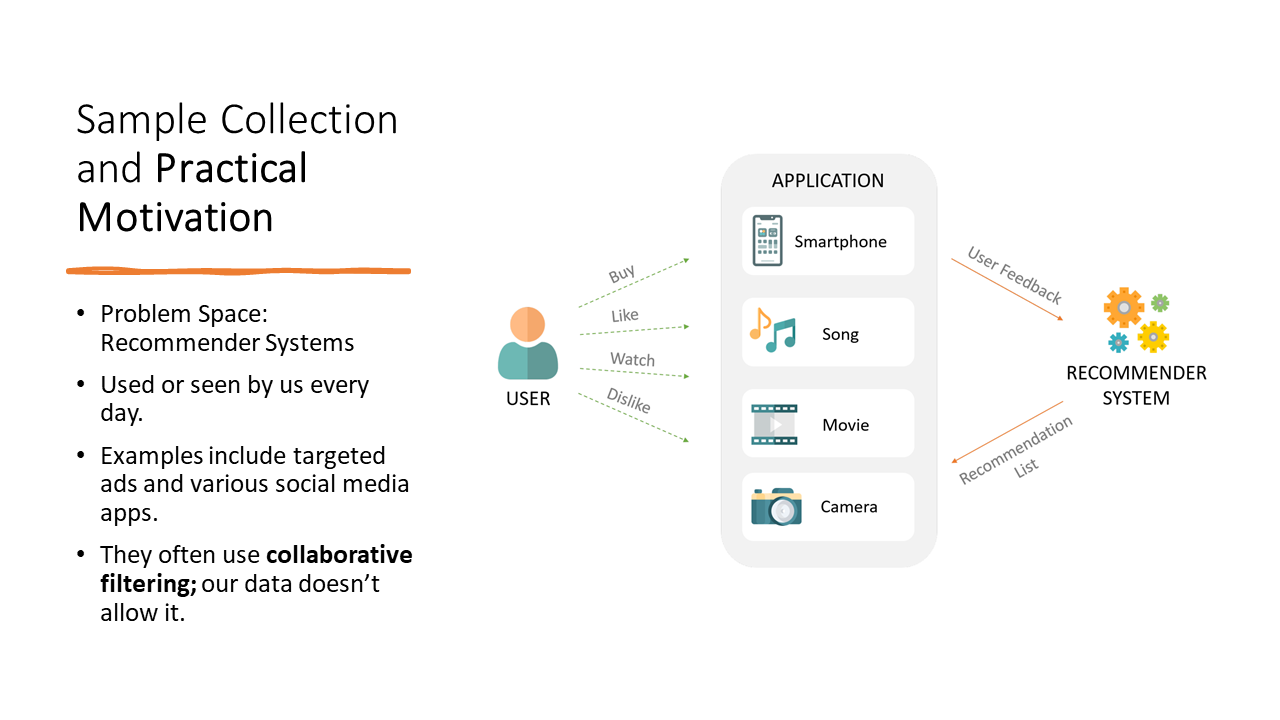 Sample Collection
and Practical
Motivation
• Problem Space:
Recommender Systems
• Used or seen by us every
day.
• Examples include targeted
ads and various social media
apps.
• They often use collaborative
filtering; our data doesn’t
allow it.
USER
Buy
Like
Watch
Dislike
APPLICATION
Smartphone
Song
Movie
Camera
User Feedback
RECOMMENDER
SYSTEM
Recommendation
List